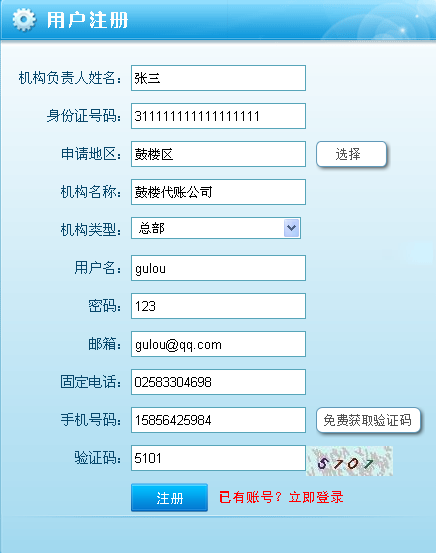 用户注册
机构负责人姓名： 张三
身份证号码： 311111111111111111
申请地区： 鼓楼区 选择
机构名称： 鼓楼代账公司
机构类型： 总部
用户名： gulou
密码： 123
邮箱： gulou@qq.com
固定电话： 02583304698
手机号码： 15856425984 免费获取验证码
验证码： 5101 5101
注册 已有账号？立即登录